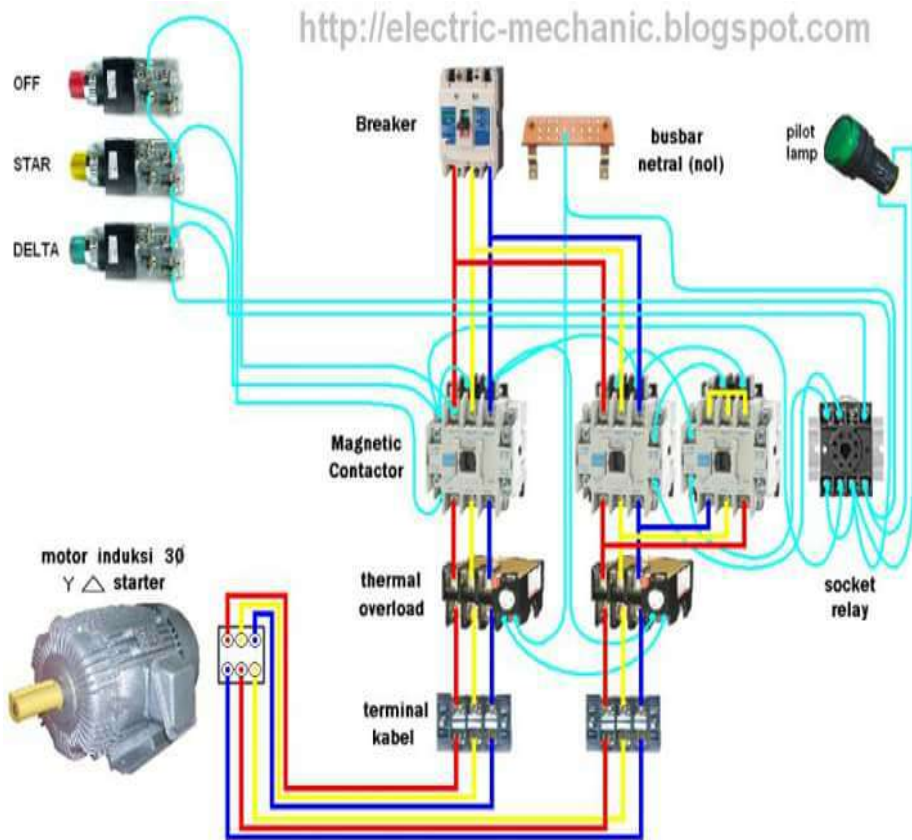 http://electric-mechanic.blogspot.com
OFF
STAR
DELTA
Breaker
busbar
netral (nol)
pilot
lamp
Magnetic
Contactor
motor induksi 3Ø
Y △ starter
thermal
overload
socket
relay
terminal
kabel